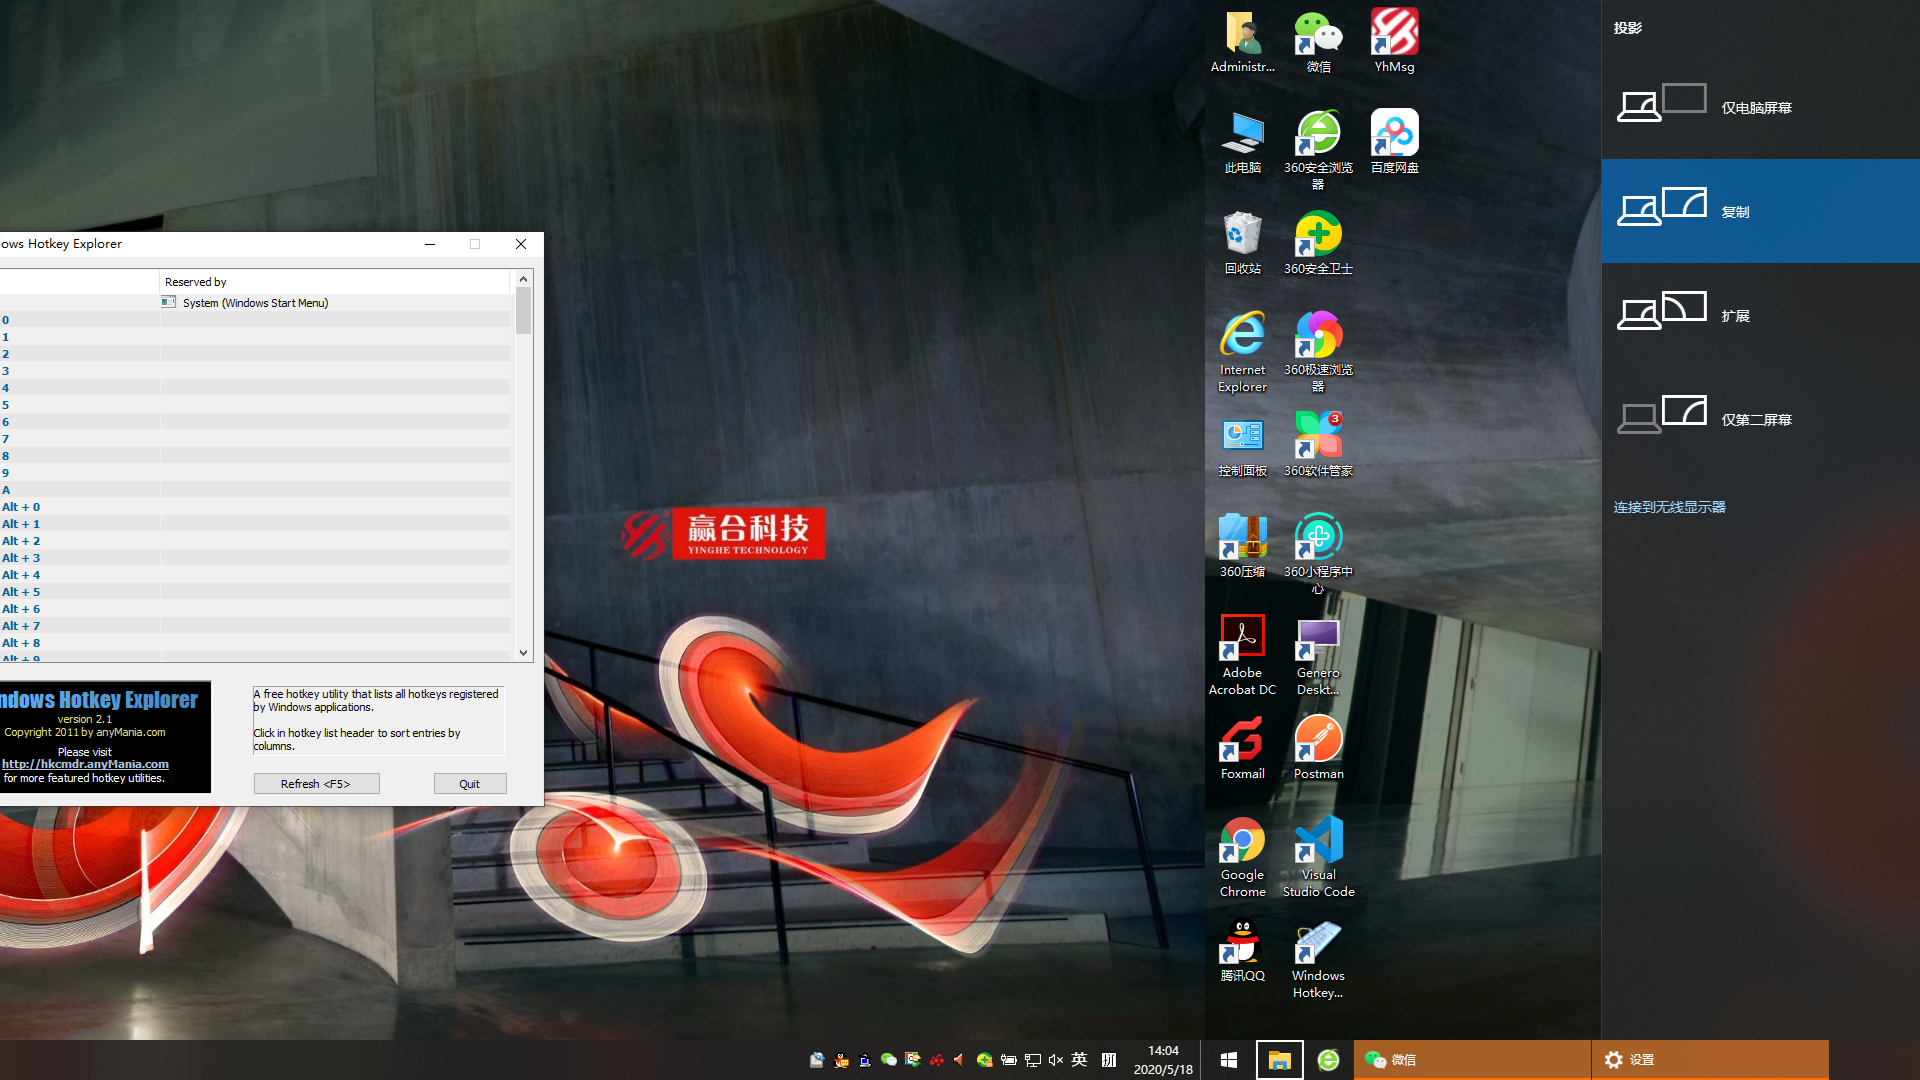 ows Hotkey Explorer
Reserved by
System (Windows Start Menu)
0
1
2
3
4
5
6
7
8
9
A
Alt + 0
Alt + 1
Alt + 2
Alt + 3
Alt + 4
Alt + 5
Alt + 6
Alt + 7
Alt + 8
Alt + 9
ndows Hotkey Explorer
version 2.1
Copyright 2011 by anyMania.com
Please visit
http://hkcmdr.anyMania.com
for more featured hotkey utilities.
A free hotkey utility that lists all hotkeys registered
by Windows applications.
Click in hotkey list header to sort entries by
columns.
Refresh <F5>
Quit
赢合科技
YINGHE TECHNOLOGY
Administr...
微信
YhMsg
此电脑
360安全浏览
器
百度网盘
回收站
360安全卫士
Internet
Explorer
360极速浏览
器
控制面板
3
360软件管家
360压缩
360小程序中
心
Adobe
Acrobat DC
Genero
Deskt...
Foxmail
Postman
Google
Chrome
Visual
Studio Code
腾讯QQ
Windows
Hotkey...
投影
仅电脑屏幕
复制
扩展
仅第二屏幕
连接到无线显示器
英
拼
14:04
2020/5/18
微信
设置